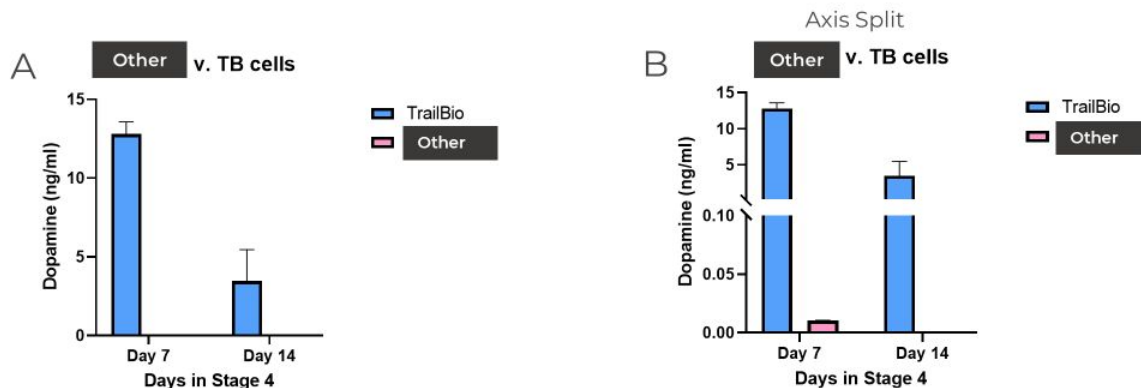 A
Other v. TB cells
15
10
5
0
Dopamine (ng/ml)
Day 7
Day 14
Days in Stage 4
TrailBio
Other
Axis Split
B
Other v. TB cells
15
10
5
0.10
0.05
0.00
Dopamine (ng/ml)
Day 7
Day 14
Days in Stage 4
TrailBio
Other